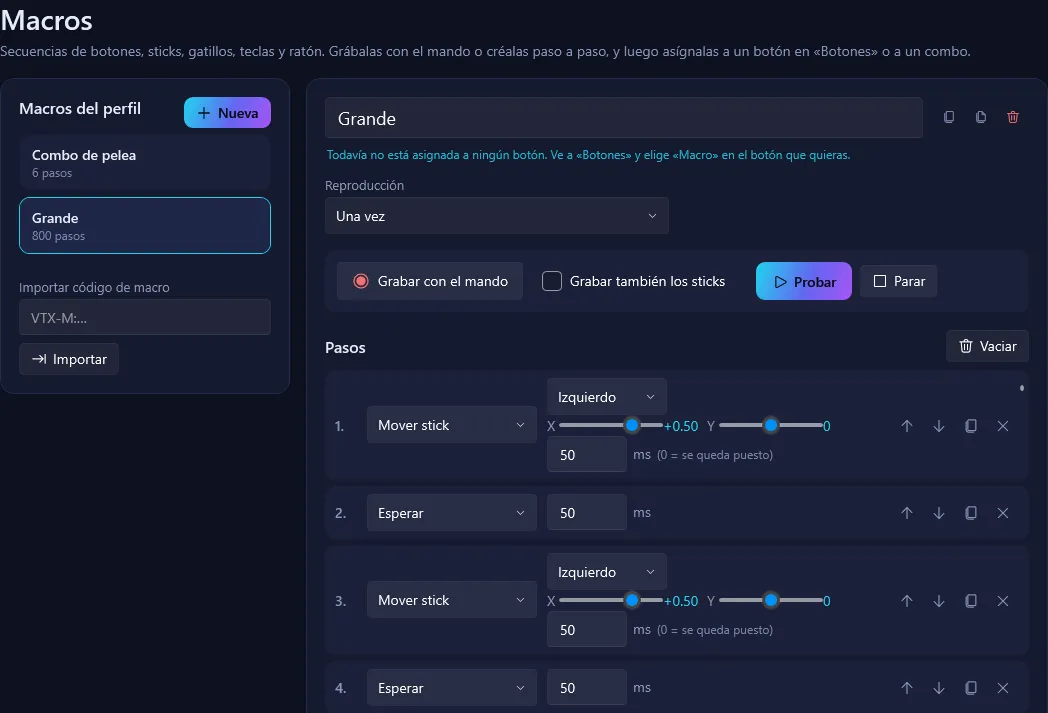 Macros
Secuencias de botones, sticks, gatillos, teclas y ratón. Grábalas con el mando o créalas paso a paso, y luego asígnalas a un botón en «Botones» o a un combo.
Macros del perfil
+ Nueva
Combo de pelea
6 pasos
Grande
800 pasos
Importar código de macro
VTX-M:...
Importar
Grande
Todavía no está asignada a ningún botón. Ve a «Botones» y elige «Macro» en el botón que quieras.
Reproducción
Una vez
Grabar con el mando
Grabar también los sticks
Probar
Parar
Pasos
Vaciar
1. Mover stick
Izquierdo
X +0.50 Y 0
50 ms (0 = se queda puesto)
2. Esperar 50 ms
3. Mover stick
Izquierdo
X +0.50 Y 0
50 ms (0 = se queda puesto)
4. Esperar 50 ms